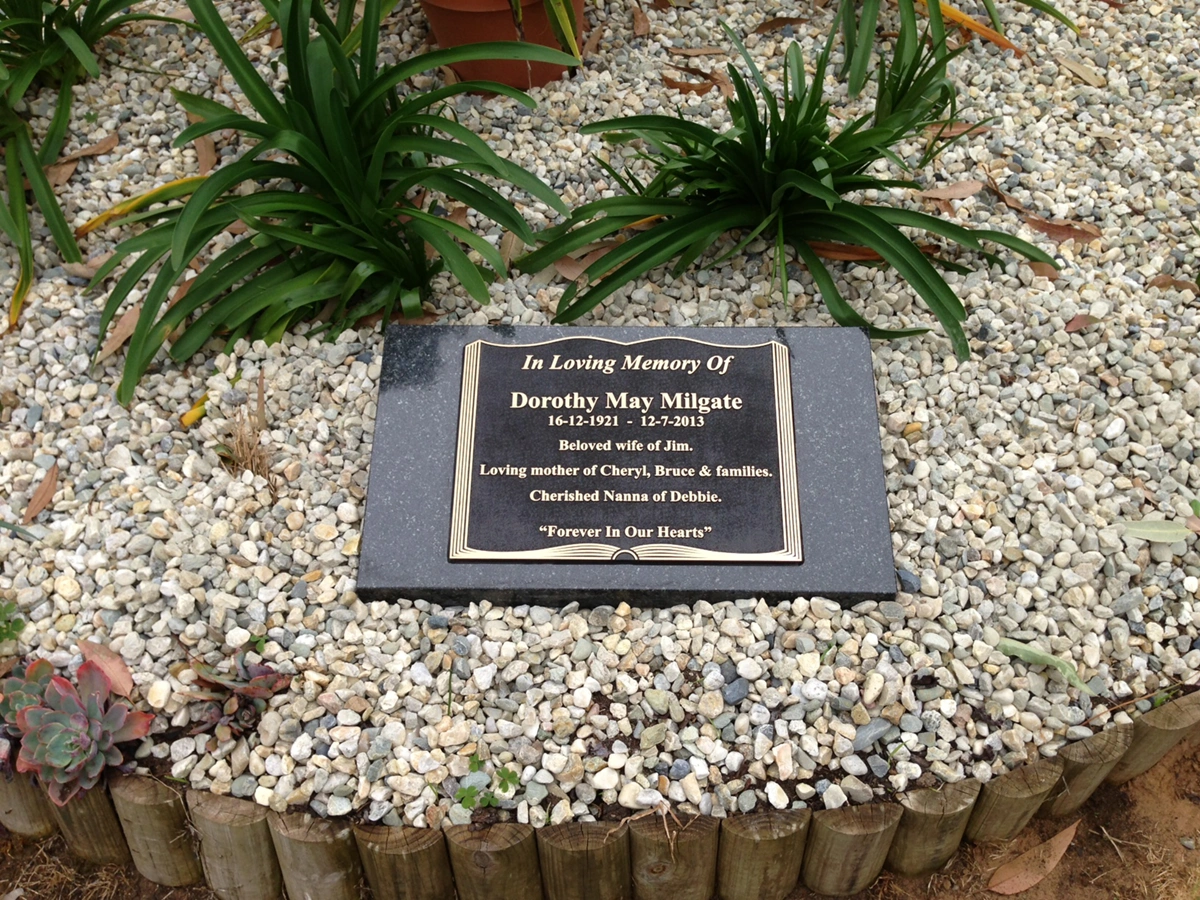 In Loving Memory Of
Dorothy May Milgate
16-12-1921 - 12-7-2013
Beloved wife of Jim.
Loving mother of Cheryl, Bruce & families.
Cherished Nanna of Debbie.
“Forever In Our Hearts”